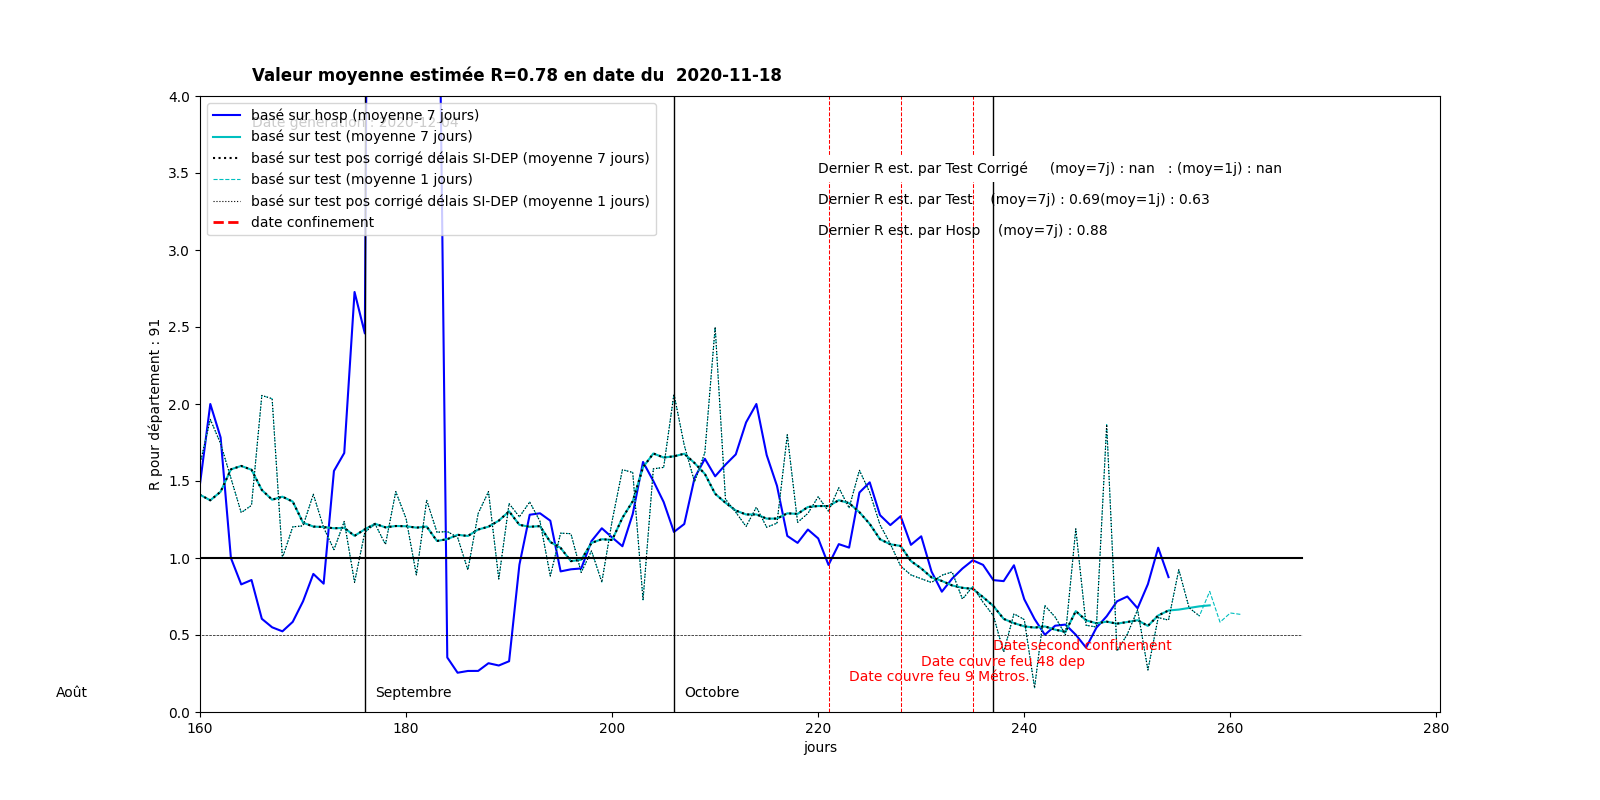 Valeur moyenne estimée R=0.78 en date du  2020-11-18
Date génération : 2020-12-04
basé sur hosp (moyenne 7 jours)
basé sur test (moyenne 7 jours)
basé sur test pos corrigé délais SI-DEP (moyenne 7 jours)
basé sur test (moyenne 1 jours)
basé sur test pos corrigé délais SI-DEP (moyenne 1 jours)
date confinement
Dernier R est. par Test Corrigé (moy=7j) : nan : (moy=1j) : nan
Dernier R est. par Test (moy=7j) : 0.69(moy=1j) : 0.63
Dernier R est. par Hosp (moy=7j) : 0.88
R pour département : 91
4.0
3.5
3.0
2.5
2.0
1.5
1.0
0.5
0.0
Date second confinement
Date couvre feu 48 dep
Date couvre feu 9 Métros.
Août
Septembre
Octobre
160
180
200
220
240
260
280
jours